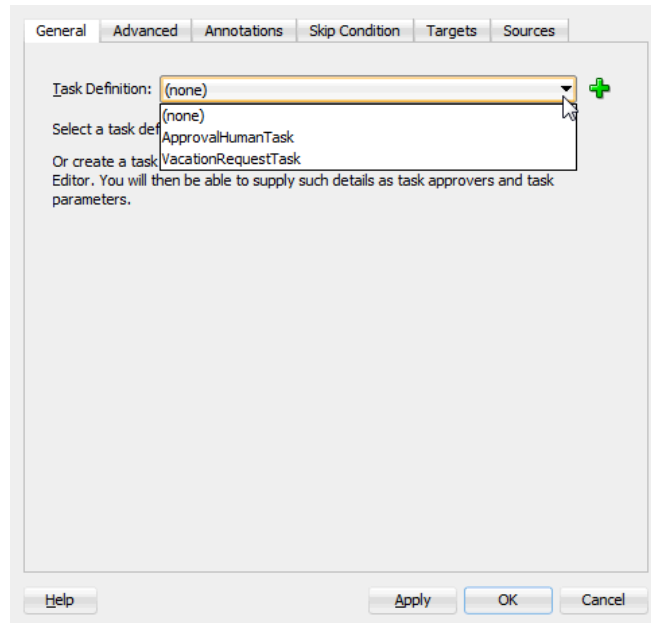 General Advanced Annotations Skip Condition Targets Sources
Task Definition: (none)
(none)
Select a task def
ApprovalHumanTask
Or create a task
VacationRequestTask
Editor. You will then be able to supply such details as task approvers and task
parameters.
Help Apply OK Cancel